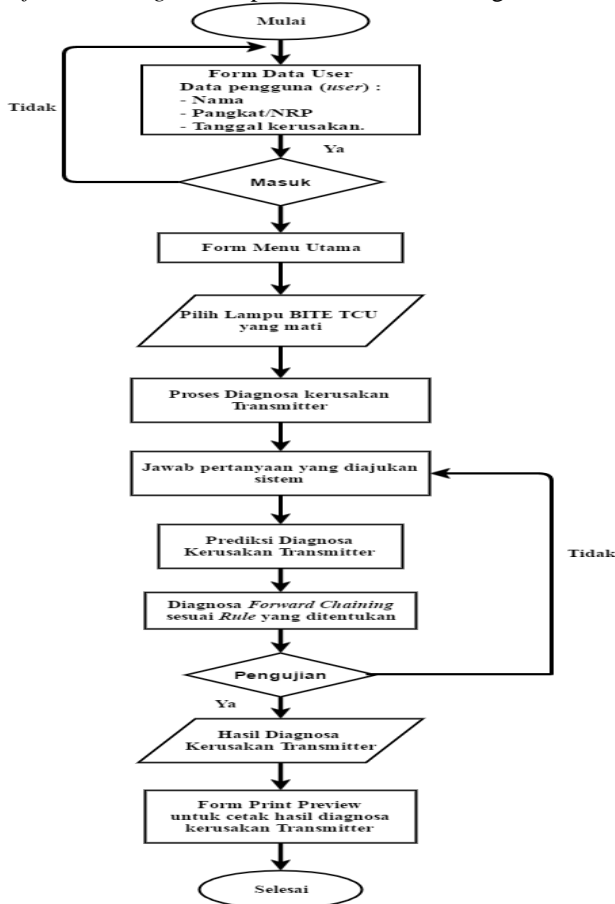 Mulai
Form Data User
Data pengguna (user) :
- Nama
- Pangkat/NRP
- Tanggal kerusakan.
Tidak
Ya
Masuk
Form Menu Utama
Pilih Lampu BITE TCU
yang mati
Proses Diagnosa kerusakan
Transmitter
Jawab pertanyaan yang diajukan
sistem
Prediksi Diagnosa
Kerusakan Transmitter
Tidak
Diagnosa Forward Chaining
sesuai Rule yang ditentukan
Pengujian
Ya
Hasil Diagnosa
Kerusakan Transmitter
Form Print Preview
untuk cetak hasil diagnosa
kerusakan Transmitter
Selesai